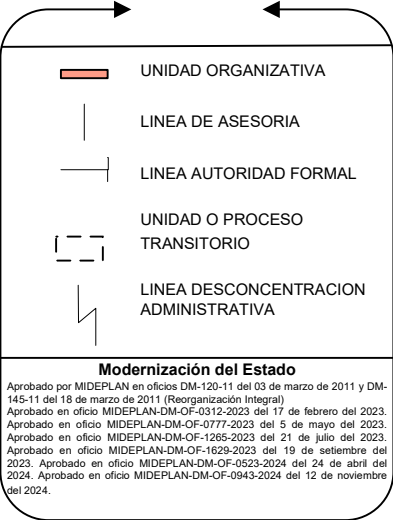 UNIDAD ORGANIZATIVA
LINEA DE ASESORIA
LINEA AUTORIDAD FORMAL
UNIDAD O PROCESO
TRANSITORIO
LINEA DESCONCENTRACION
ADMINISTRATIVA
Modernización del Estado
Aprobado por MIDEPLAN en oficios DM-120-11 del 03 de marzo de 2011 y DM-
145-11 del 18 de marzo de 2011 (Reorganización Integral)
Aprobado en oficio MIDEPLAN-DM-OF-0312-2023 del 17 de febrero del 2023.
Aprobado en oficio MIDEPLAN-DM-OF-0777-2023 del 5 de mayo del 2023.
Aprobado en oficio MIDEPLAN-DM-OF-1265-2023 del 21 de julio del 2023.
Aprobado en oficio MIDEPLAN-DM-OF-1629-2023 del 19 de setiembre del
2023. Aprobado en oficio MIDEPLAN-DM-OF-0523-2024 del 24 de abril del
2024. Aprobado en oficio MIDEPLAN-DM-OF-0943-2024 del 12 de noviembre
del 2024.